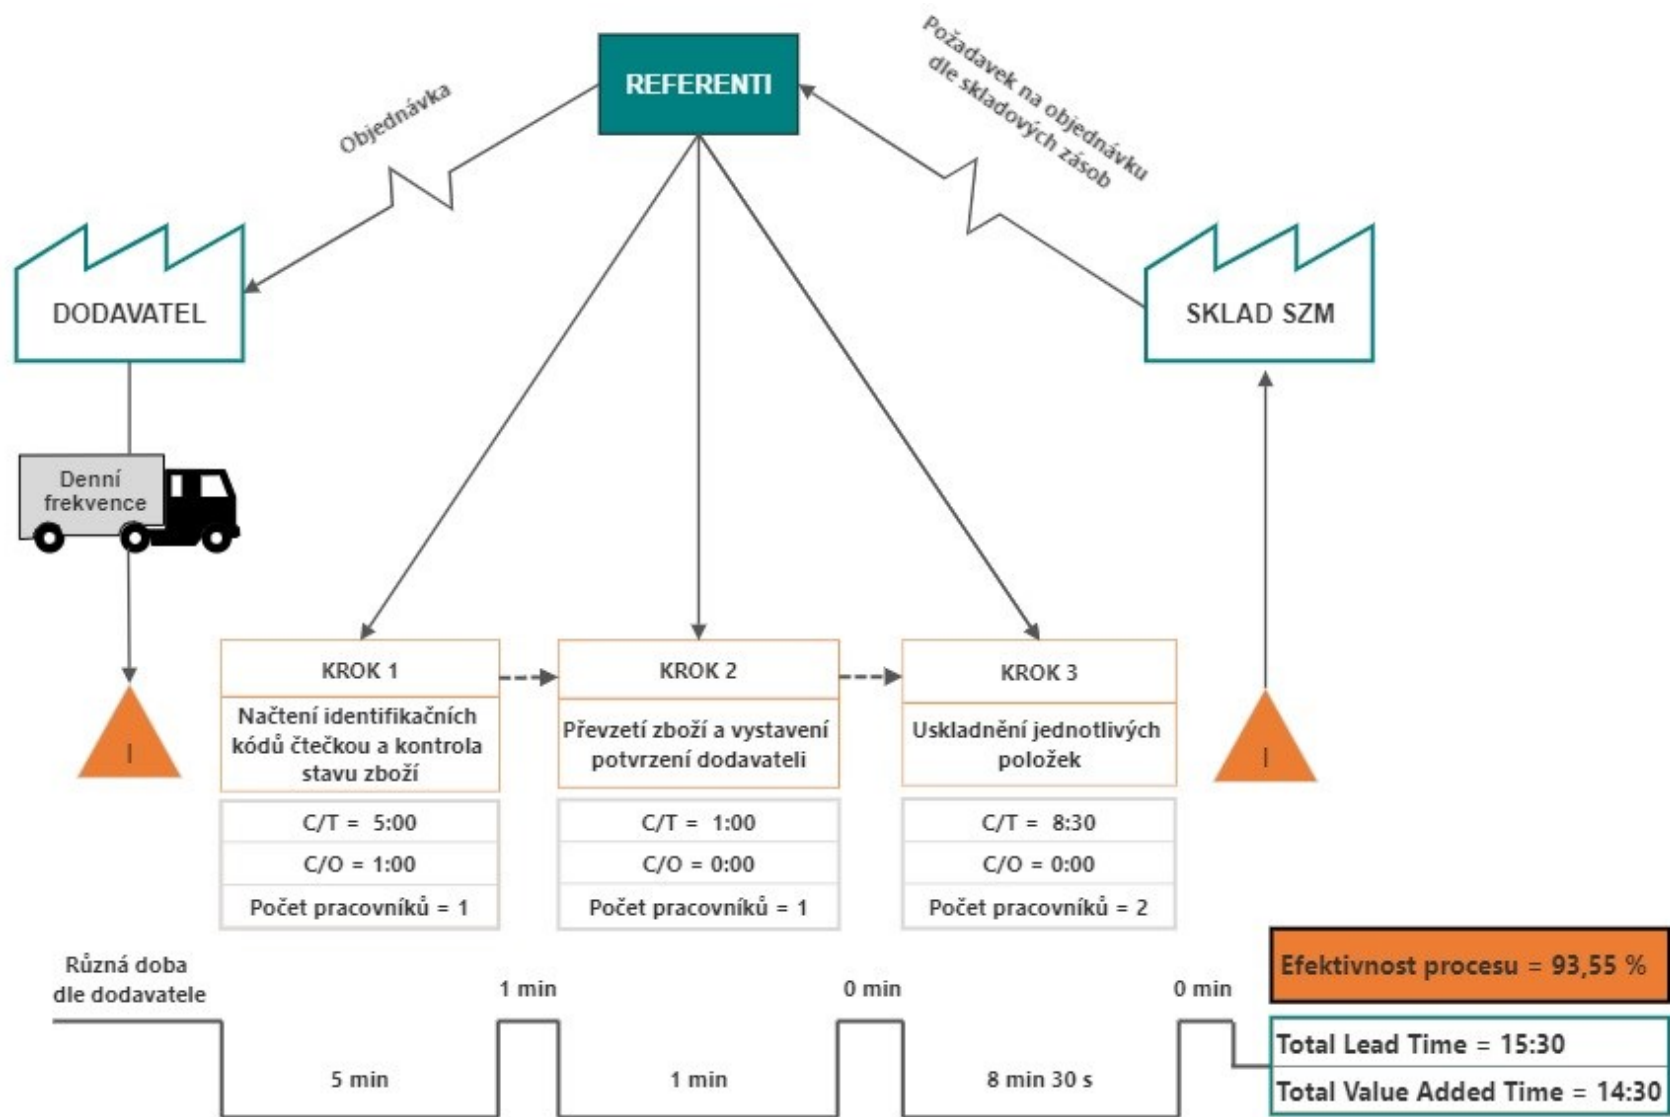 REFERENTI
Objednávka
Požadavek na objednávku
dle skladových zásob
DODAVATEL
SKLAD SZM
Denní
frekvence
I
I
KROK 1
Načtení identifikačních
kódů čtečkou a kontrola
stavu zboží
C/T = 5:00
C/O = 1:00
Počet pracovníků = 1
KROK 2
Převzetí zboží a vystavení
potvrzení dodavateli
C/T = 1:00
C/O = 0:00
Počet pracovníků = 1
KROK 3
Uskladnění jednotlivých
položek
C/T = 8:30
C/O = 0:00
Počet pracovníků = 2
Různá doba
dle dodavatele
1 min
0 min
0 min
5 min
1 min
8 min 30 s
Efektivnost procesu = 93,55 %
Total Lead Time = 15:30
Total Value Added Time = 14:30